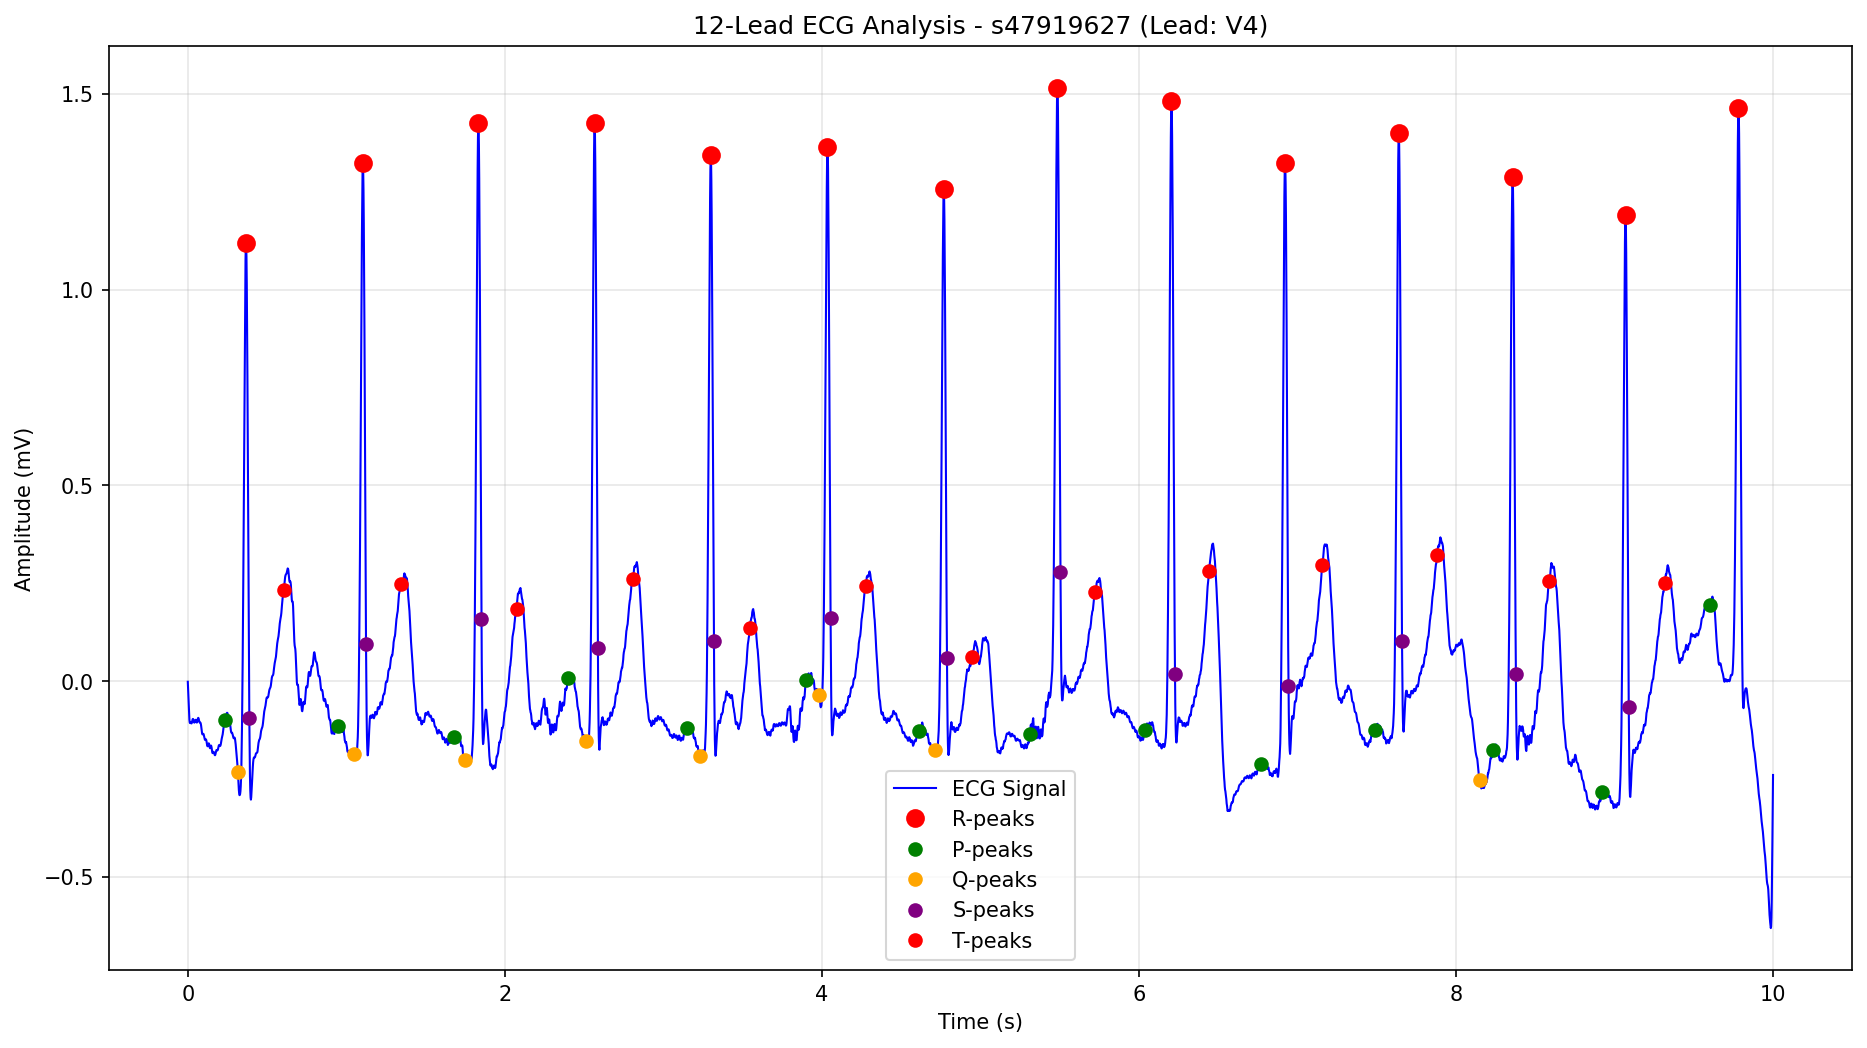 12-Lead ECG Analysis - s47919627 (Lead: V4)
Amplitude (mV)
1.5
1.0
0.5
0.0
−0.5
ECG Signal
R-peaks
P-peaks
Q-peaks
S-peaks
T-peaks
0 2 4 6 8 10
Time (s)